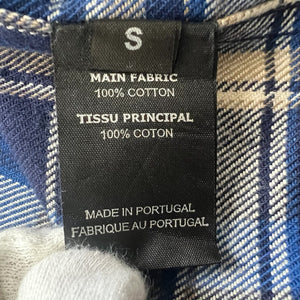 S
MAIN FABRIC
100% COTTON
TISSU PRINCIPAL
100% COTON
MADE IN PORTUGAL
FABRIQUE AU PORTUGAL